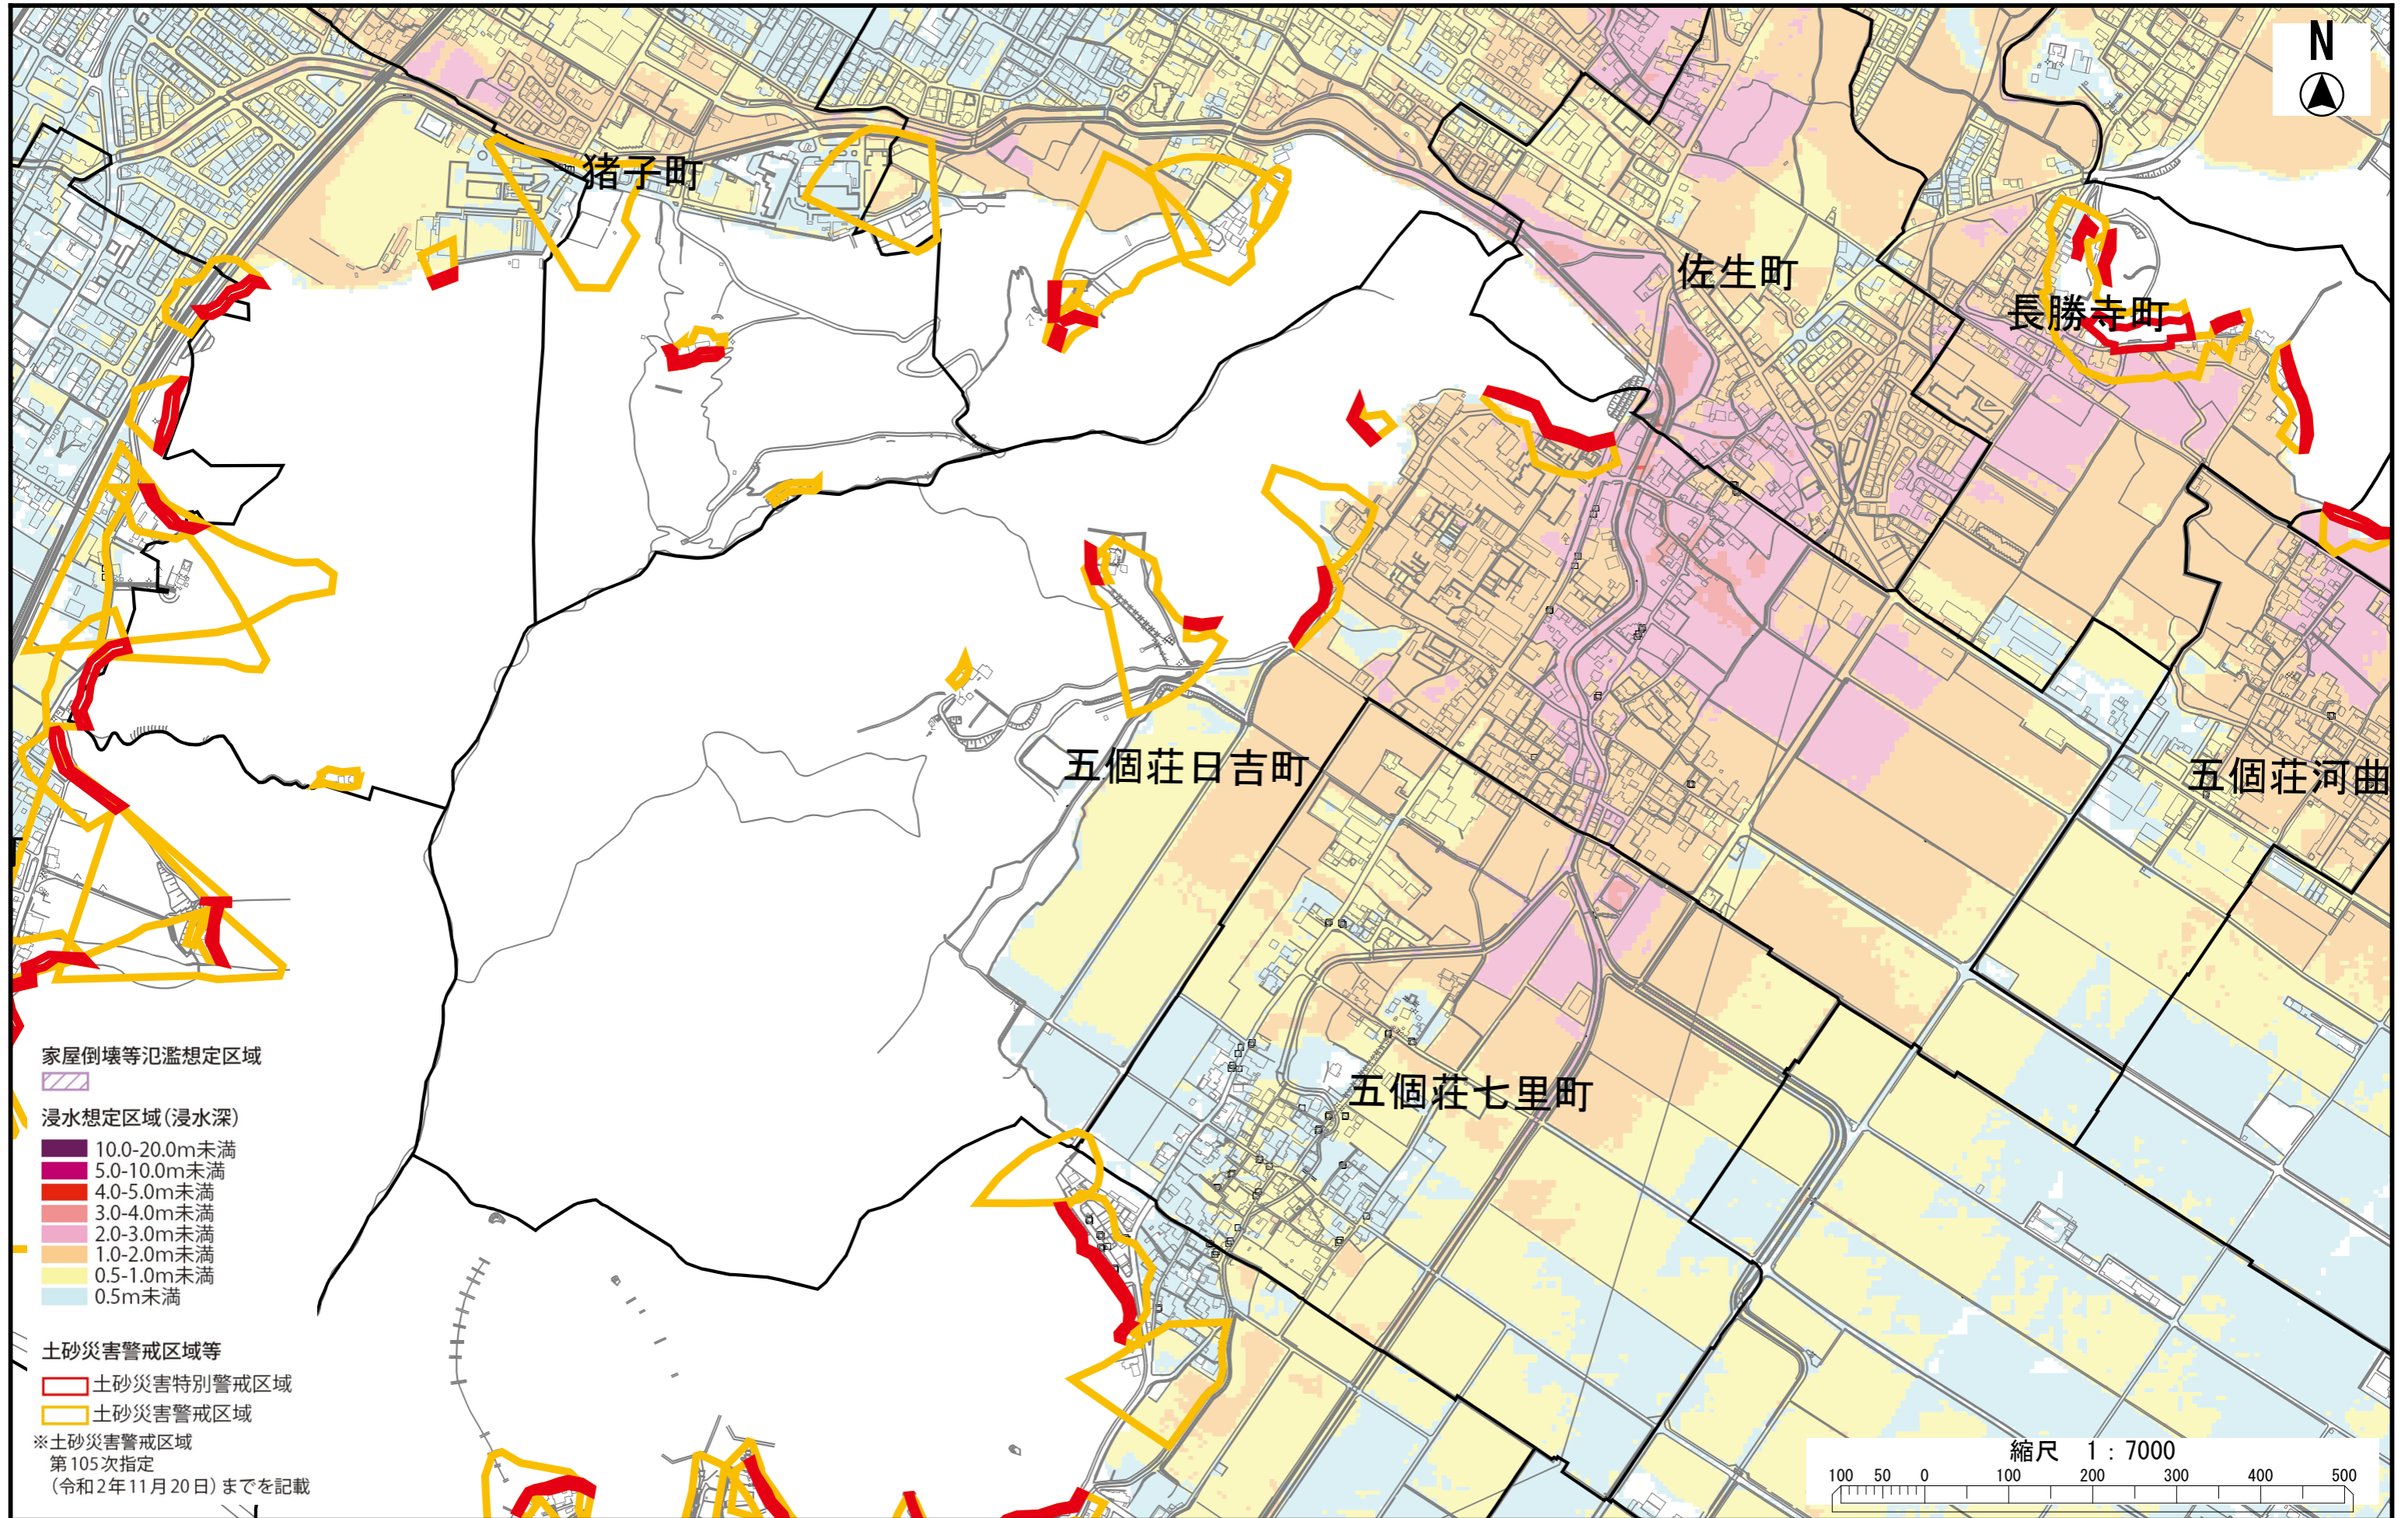 N
猪子町
佐生町
長勝寺町
五個荘日吉町
五個荘河曲
五個荘七里町
家屋倒壊等氾濫想定区域
浸水想定区域(浸水深)
10.0-20.0m未満
5.0-10.0m未満
4.0-5.0m未満
3.0-4.0m未満
2.0-3.0m未満
1.0-2.0m未満
0.5-1.0m未満
0.5m未満
土砂災害警戒区域等
土砂災害特別警戒区域
土砂災害警戒区域
※土砂災害警戒区域
第105次指定
(令和2年11月20日)までを記載
縮尺 1:7000
100 50 0 100 200 300 400 500